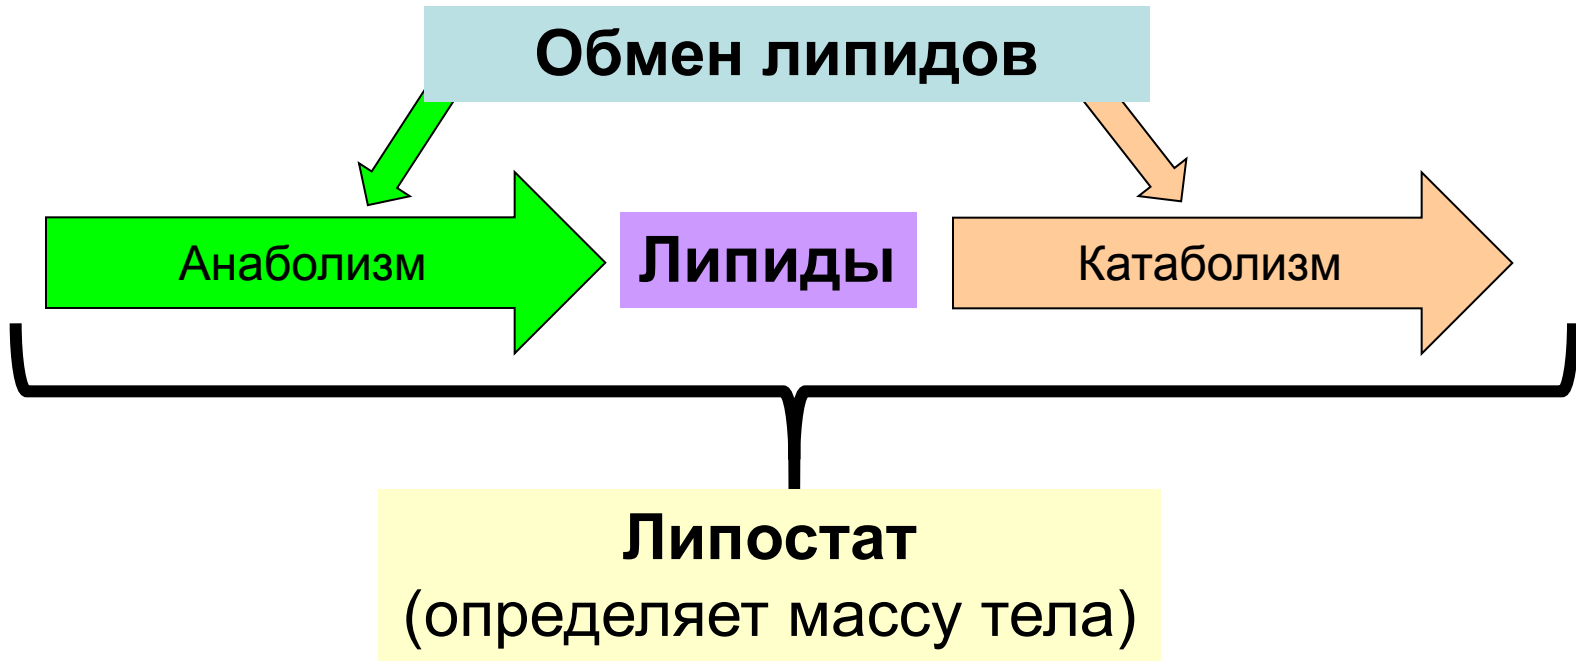 Обмен липидов
Анаболизм
Липиды
Катаболизм
Липостат
(определяет массу тела)